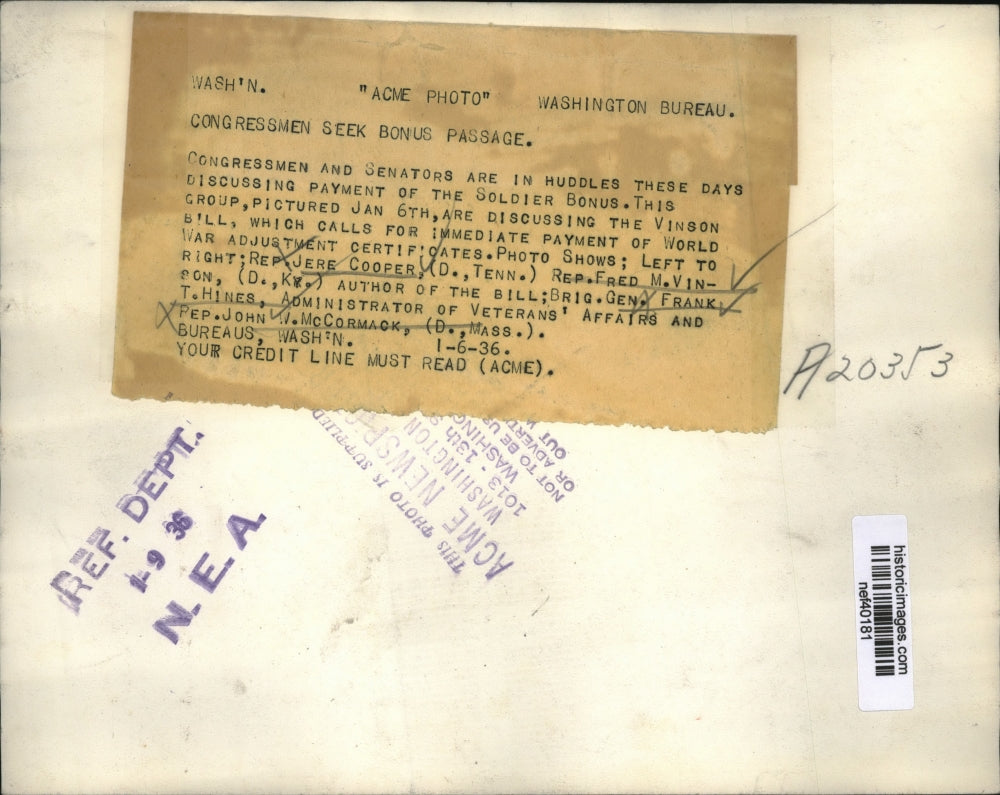 WASH'N. "ACME PHOTO" WASHINGTON BUREAU.
CONGRESSMEN SEEK BONUS PASSAGE.
CONGRESSMEN AND SENATORS ARE IN HUDDLES THESE DAYS
DISCUSSING PAYMENT OF THE SOLDIER BONUS.THIS
GROUP,PICTURED JAN 6TH,ARE DISCUSSING THE VINSON
BILL, WHICH CALLS FOR IMMEDIATE PAYMENT OF WORLD
WAR ADJUSTMENT CERTIFICATES.PHOTO SHOWS; LEFT TO
RIGHT;REP.JERE COOPER,(D.,TENN.) REP.FRED M.VIN-
SON, (D.,KY.) AUTHOR OF THE BILL;BRIG.GEN. FRANK
T.HINES, ADMINISTRATOR OF VETERANS' AFFAIRS AND
REP.JOHN W.MCCORMACK, (D.,MASS.).
BUREAUS, WASH'N. 1-6-36.
YOUR CREDIT LINE MUST READ (ACME).
A20353
REF. DEPT.
1-9 36
N. E. A.
THIS PHOTO IS SUPPLIED
ACME NEWSP
WASHINGTON
1013 - 13th S
WASHING
NOT TO BE U
OR ADVERT
OUT W
historicimages.com
nef40181